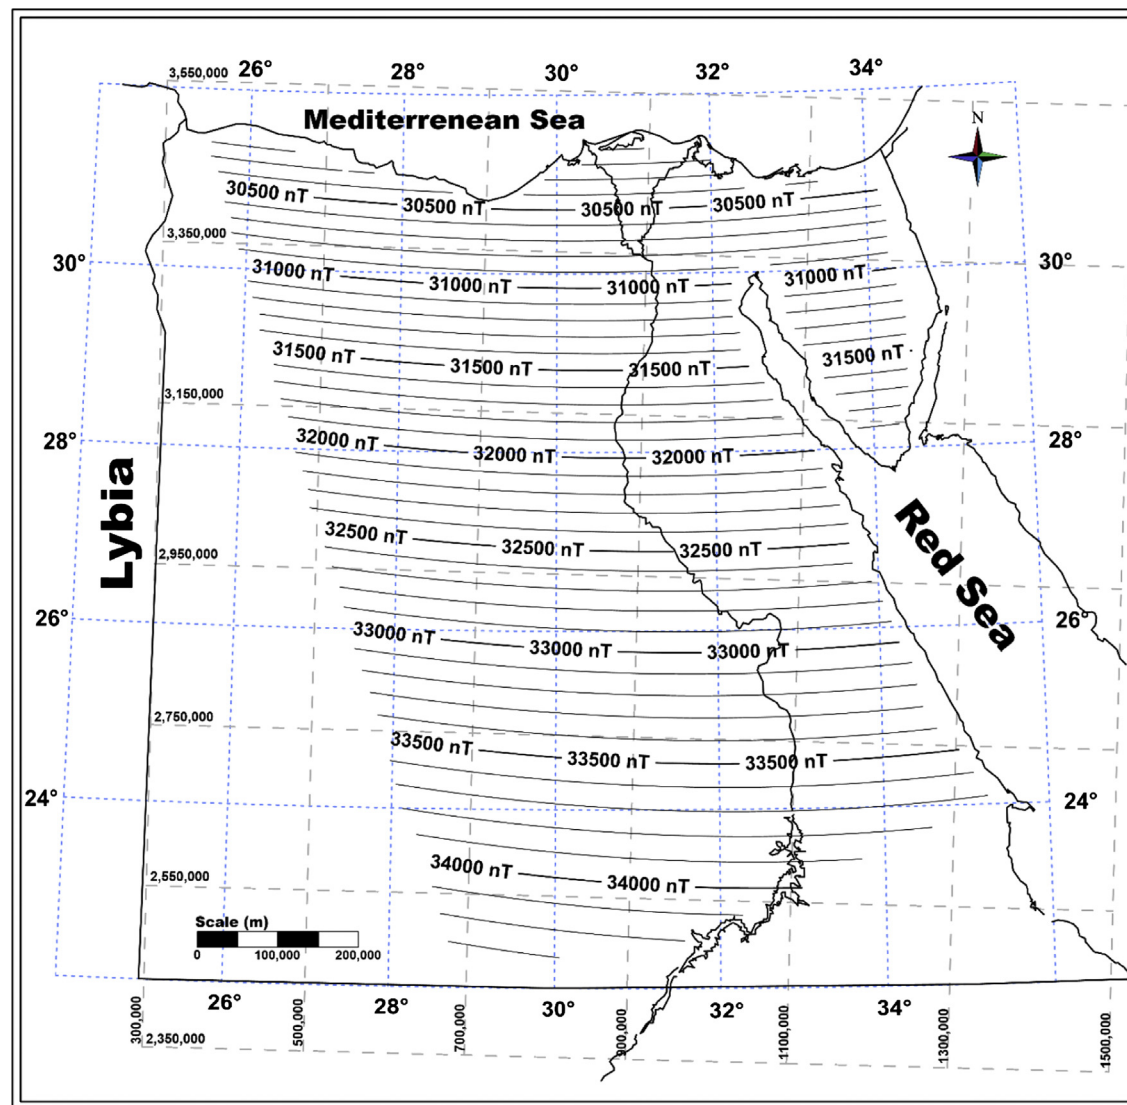 26° 28° 30° 32° 34°
3,550,000
Mediterrenean Sea
N
30500 nT 30500 nT 30500 nT 30500 nT
3,350,000
30° 30°
31000 nT 31000 nT 31000 nT 31000 nT
31500 nT 31500 nT 31500 nT 31500 nT
3,150,000
28° 28°
32000 nT 32000 nT 32000 nT
Lybia
Red Sea
32500 nT 32500 nT 32500 nT
2,950,000
26° 26°
33000 nT 33000 nT 33000 nT
2,750,000
33500 nT 33500 nT 33500 nT
24° 24°
34000 nT 34000 nT
2,550,000
Scale (m)
0 100,000 200,000
26° 28° 30° 32° 34°
300,000 500,000 700,000 900,000 1100,000 1300,000 1500,000
2,350,000